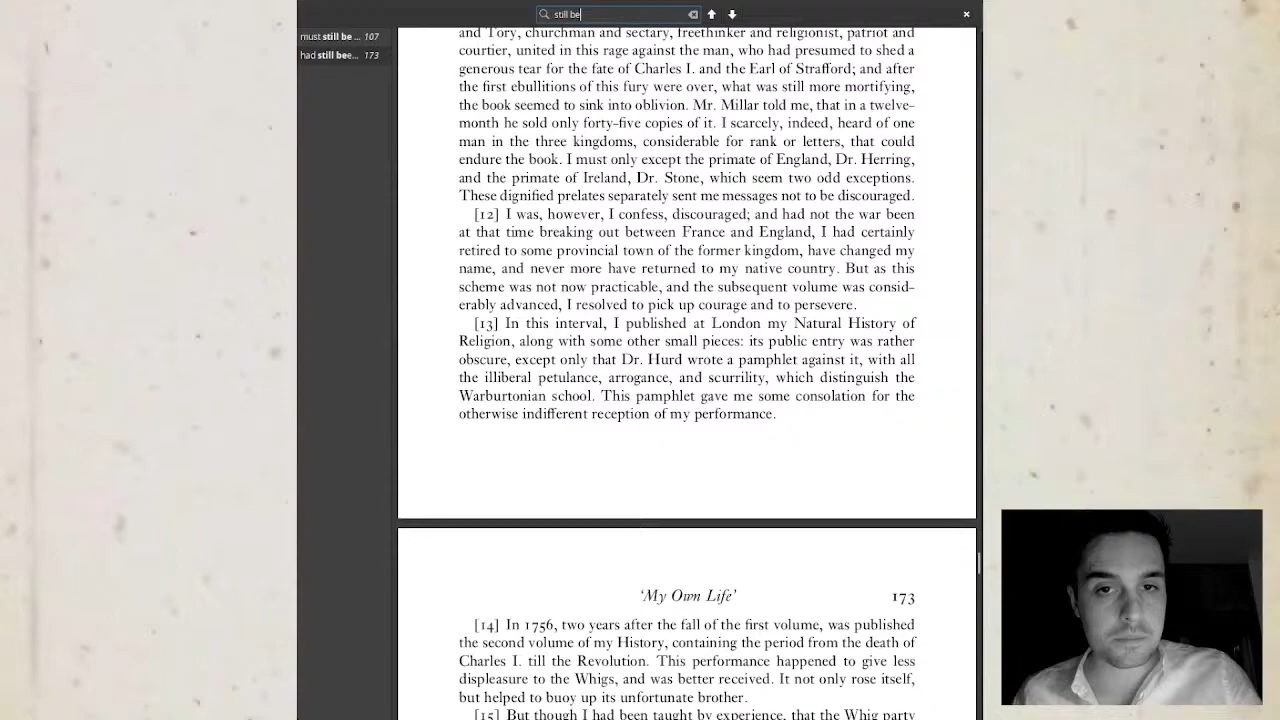 still be
must still be ... 107
had still bee... 173
and Tory, churchman and sectary, freethinker and religionist, patriot and
courtier, united in this rage against the man, who had presumed to shed a
generous tear for the fate of Charles I. and the Earl of Strafford; and after
the first ebullitions of this fury were over, what was still more mortifying,
the book seemed to sink into oblivion. Mr. Millar told me, that in a twelve-
month he sold only forty-five copies of it. I scarcely, indeed, heard of one
man in the three kingdoms, considerable for rank or letters, that could
endure the book. I must only except the primate of England, Dr. Herring,
and the primate of Ireland, Dr. Stone, which seem two odd exceptions.
These dignified prelates separately sent me messages not to be discouraged.
[12] I was, however, I confess, discouraged; and had not the war been
at that time breaking out between France and England, I had certainly
retired to some provincial town of the former kingdom, have changed my
name, and never more have returned to my native country. But as this
scheme was not now practicable, and the subsequent volume was consid-
erably advanced, I resolved to pick up courage and to persevere.
[13] In this interval, I published at London my Natural History of
Religion, along with some other small pieces: its public entry was rather
obscure, except only that Dr. Hurd wrote a pamphlet against it, with all
the illiberal petulance, arrogance, and scurrility, which distinguish the
Warburtonian school. This pamphlet gave me some consolation for the
otherwise indifferent reception of my performance.
‘My Own Life’ 173
[14] In 1756, two years after the fall of the first volume, was published
the second volume of my History, containing the period from the death of
Charles I. till the Revolution. This performance happened to give less
displeasure to the Whigs, and was better received. It not only rose itself,
but helped to buoy up its unfortunate brother.
[15] But though I had been taught by experience, that the Whig party